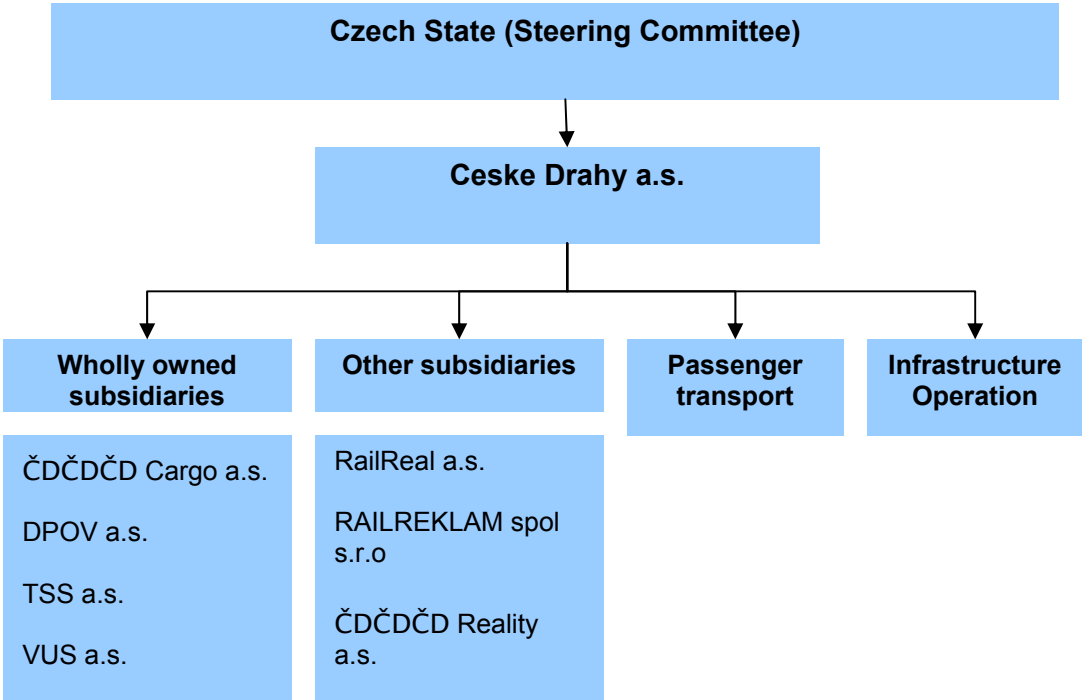 Czech State (Steering Committee)
Ceske Drahy a.s.
Wholly owned
subsidiaries
Other subsidiaries
Passenger
transport
Infrastructure
Operation
ČDČDČD Cargo a.s.
DPOV a.s.
TSS a.s.
VUS a.s.
RailReal a.s.
RAILREKLAM spol
s.r.o
ČDČDČD Reality
a.s.